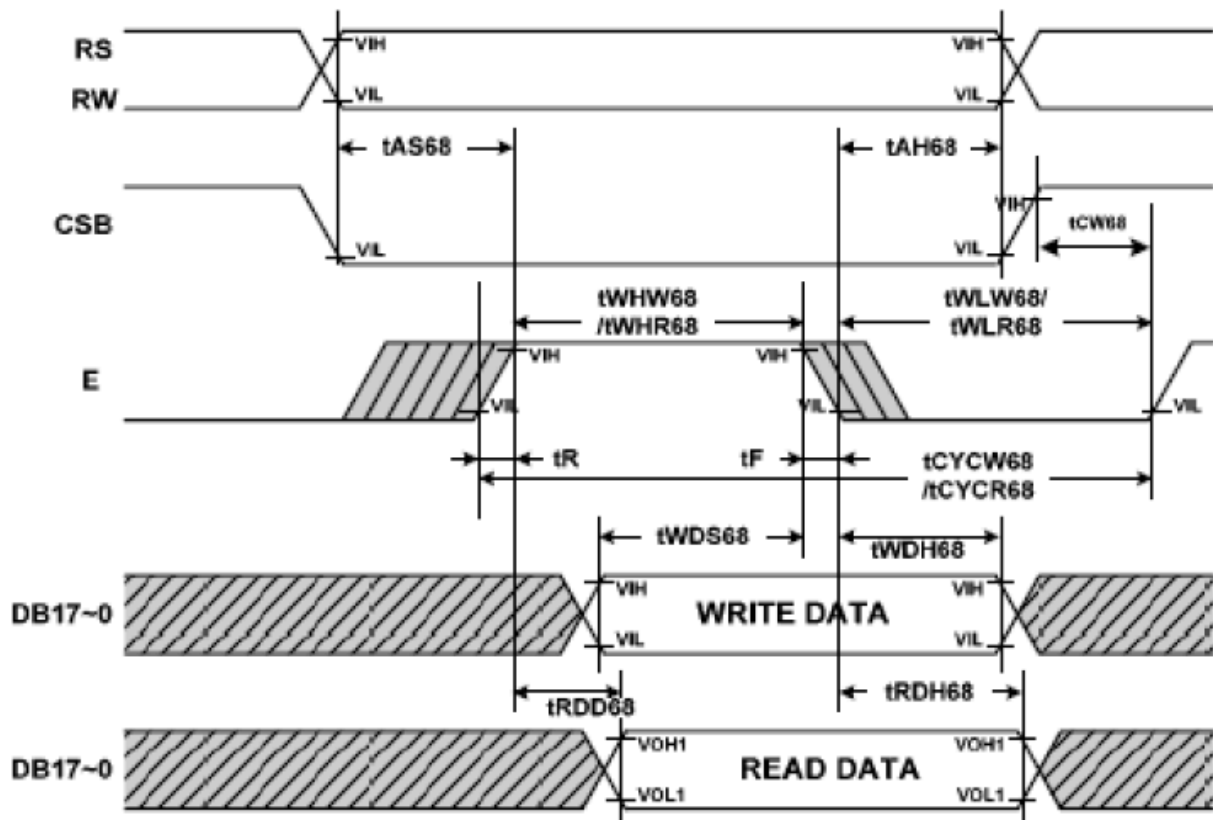 RS
VIH
VIH
RW
VIL
VIL
tAS68
tAH68
CSB
VIH
tCW68
VIL
VIL
tWHW68
/tWHR68
tWLW68/
tWLR68
E
VIH
VIH
VIL
VIL
VIL
tR
tF
tCYCW68
/tCYCR68
tWDS68
tWDH68
DB17~0
VIH
WRITE DATA
VIH
VIL
VIL
tRDD68
tRDH68
DB17~0
VOH1
READ DATA
VOH1
VOL1
VOL1